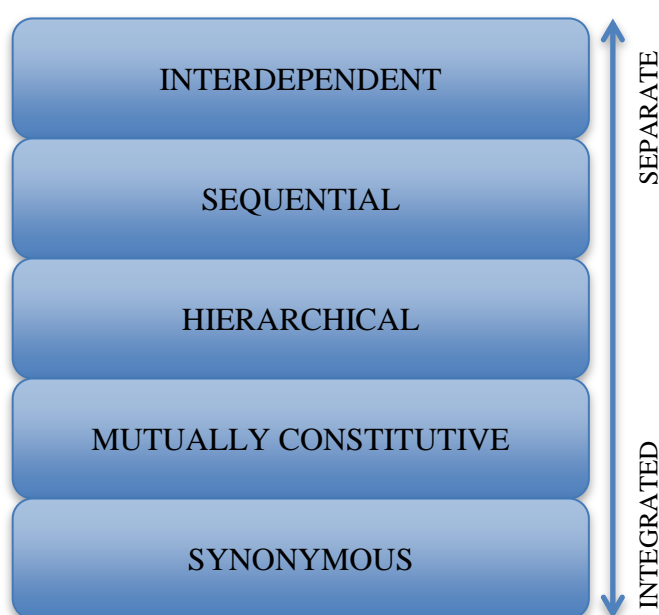 INTERDEPENDENT
SEPARATE
SEQUENTIAL
HIERARCHICAL
MUTUALLY CONSTITUTIVE
INTEGRATED
SYNONYMOUS